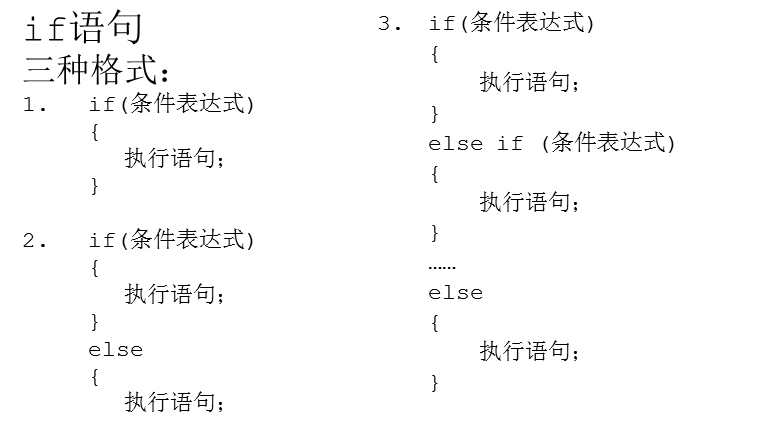 if语句
三种格式：
1. if(条件表达式)
{
执行语句；
}
2. if(条件表达式)
{
执行语句；
}
else
{
执行语句；
3. if(条件表达式)
{
执行语句；
}
else if (条件表达式)
{
执行语句；
}
……
else
{
执行语句；
}